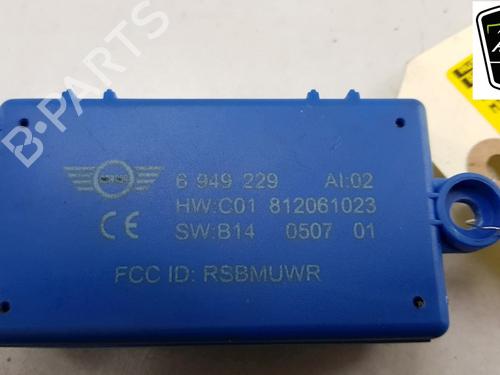 B-PARTS
6 949 229 AI:02
HW:C01 812061023
CE
SW:B14 0507 01
FCC ID: RSBMUWR